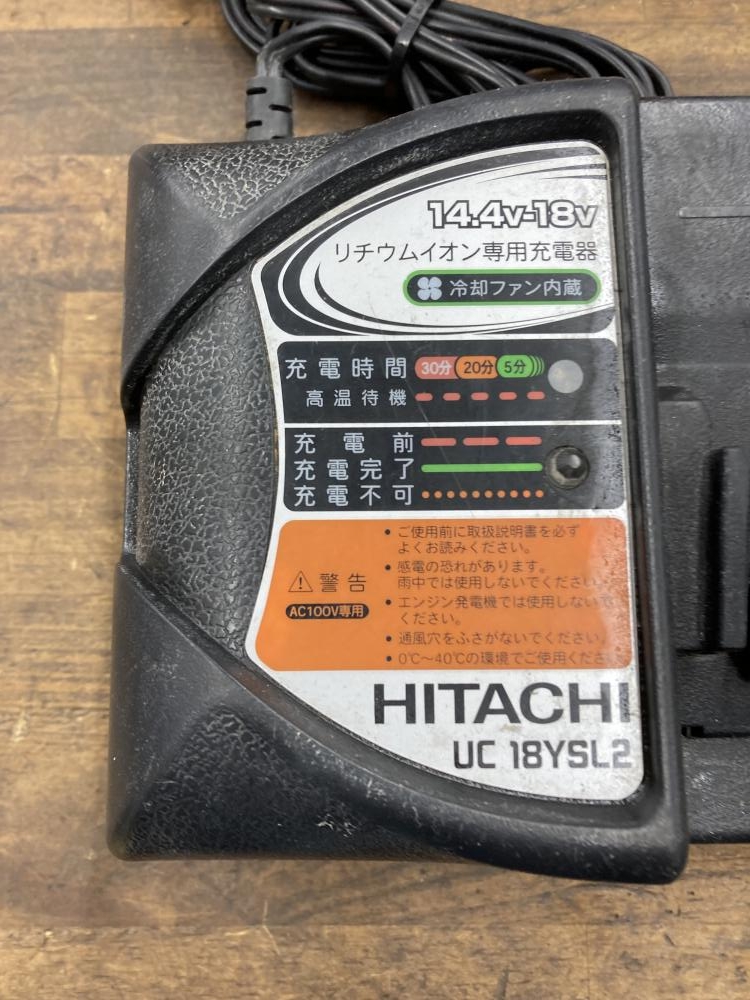 14.4v-18v
リチウムイオン専用充電器
冷却ファン内蔵
充電時間 30分 20分 5分
高温待機
充電前
充電完了
充電不可
警告
AC100V専用
• ご使用前に取扱説明書を必ず
よくお読みください。
• 感電の恐れがあります。
雨中では使用しないでください。
• エンジン発電機では使用しないで
ください。
• 通風穴をふさがないでください。
• 0℃～40℃の環境でご使用くださ
HITACHI
UC 18YSL2